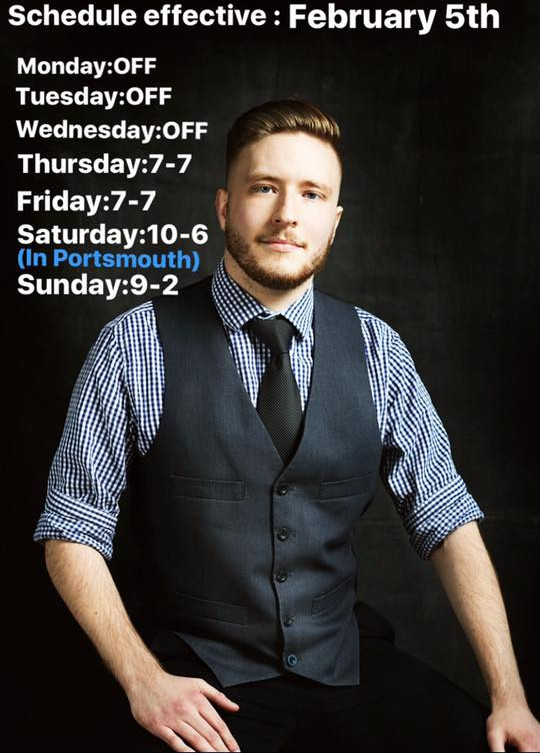 Schedule effective : February 5th
Monday:OFF
Tuesday:OFF
Wednesday:OFF
Thursday:7-7
Friday:7-7
Saturday:10-6
(In Portsmouth)
Sunday:9-2